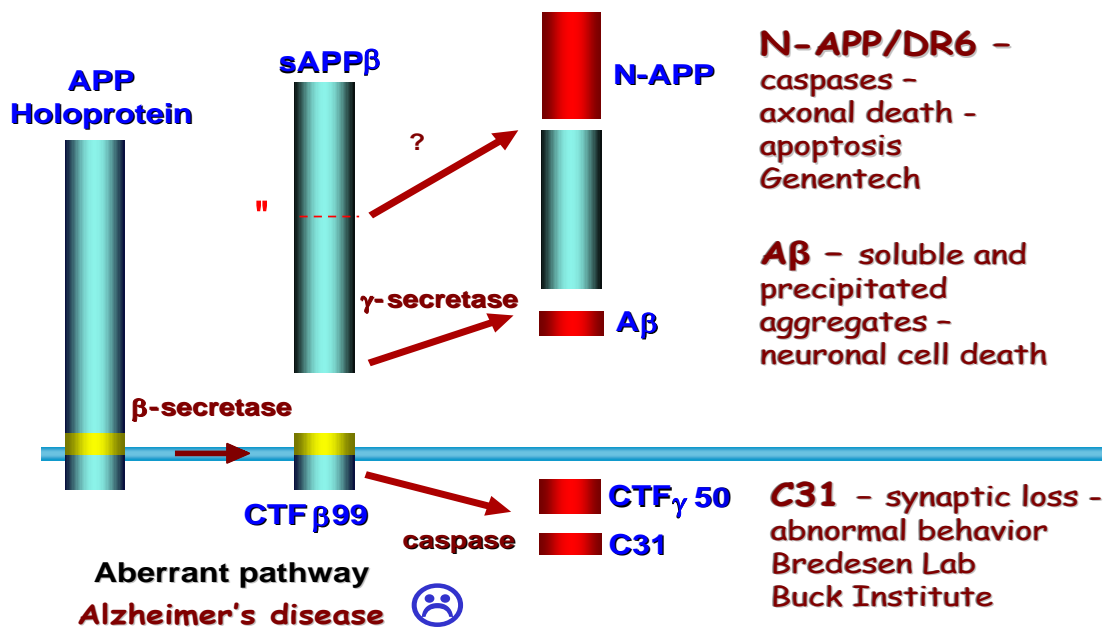 APP
Holoprotein
sAPPβ
N-APP
?
"
γ-secretase
Aβ
β-secretase
CTF β99
CTFγ 50
caspase
C31
Aberrant pathway
Alzheimer's disease
N-APP/DR6 –
caspases –
axonal death -
apoptosis
Genentech
Aβ – soluble and
precipitated
aggregates –
neuronal cell death
C31 – synaptic loss -
abnormal behavior
Bredesen Lab
Buck Institute